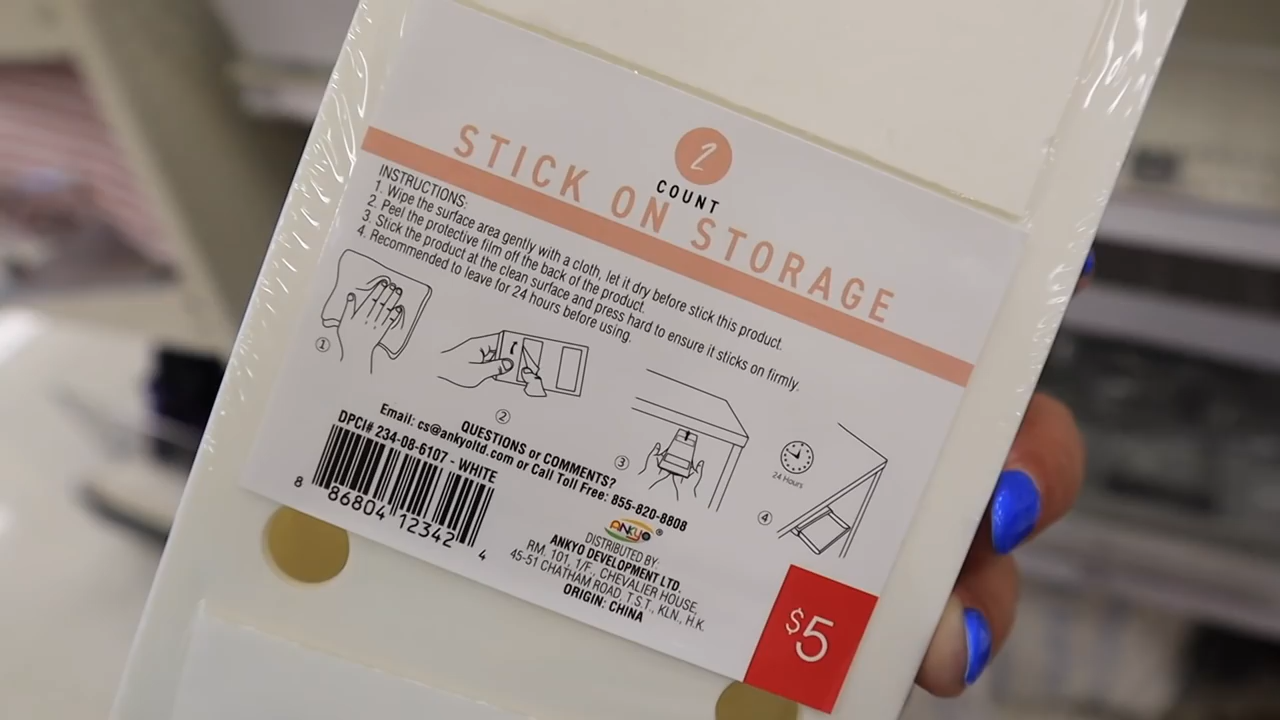 2
COUNT
STICK ON STORAGE
INSTRUCTIONS:
1. Wipe the surface area gently with a cloth, let it dry before stick this product.
2. Peel the protective film off the back of the product.
3. Stick the product at the clean surface and press hard to ensure it sticks on firmly.
4. Recommended to leave for 24 hours before using.
1
2
3
24 Hours
4
QUESTIONS or COMMENTS?
Email: cs@ankyoltd.com or Call Toll Free: 855-820-8808
DPCI# 234-08-6107 - WHITE
8 86804 12342 4
ANKYO ®
DISTRIBUTED BY:
ANKYO DEVELOPMENT LTD.
RM. 101, 1/F., CHEVALIER HOUSE,
45-51 CHATHAM ROAD, T.S.T., KLN., H.K.
ORIGIN: CHINA
$5